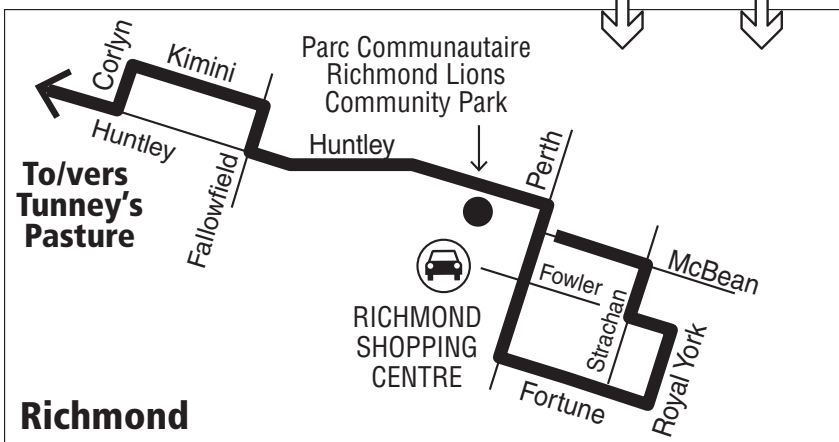 Corlyn
Kimini
Parc Communautaire
Richmond Lions
Community Park
Huntley
Huntley
Perth
To/vers
Tunney's
Pasture
Fallowfield
McBean
Fowler
RICHMOND
SHOPPING
CENTRE
Strachan
Royal York
Fortune
Richmond